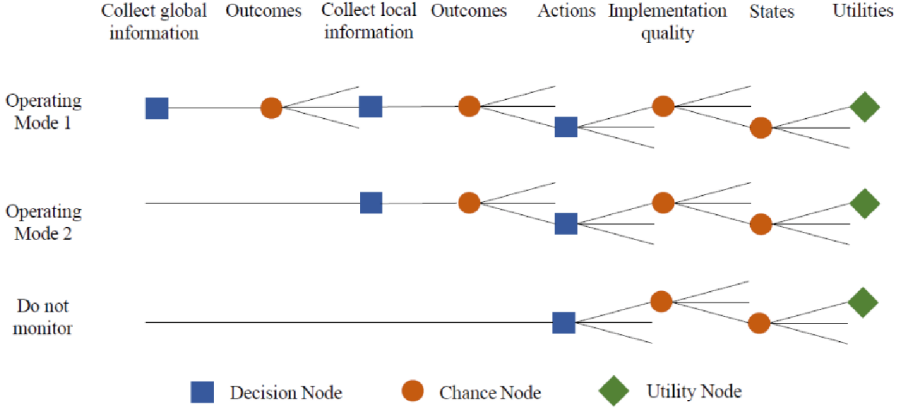 Collect global
information
Outcomes
Collect local
information
Outcomes
Actions
Implementation
quality
States
Utilities
Operating
Mode 1
Operating
Mode 2
Do not
monitor
Decision Node
Chance Node
Utility Node